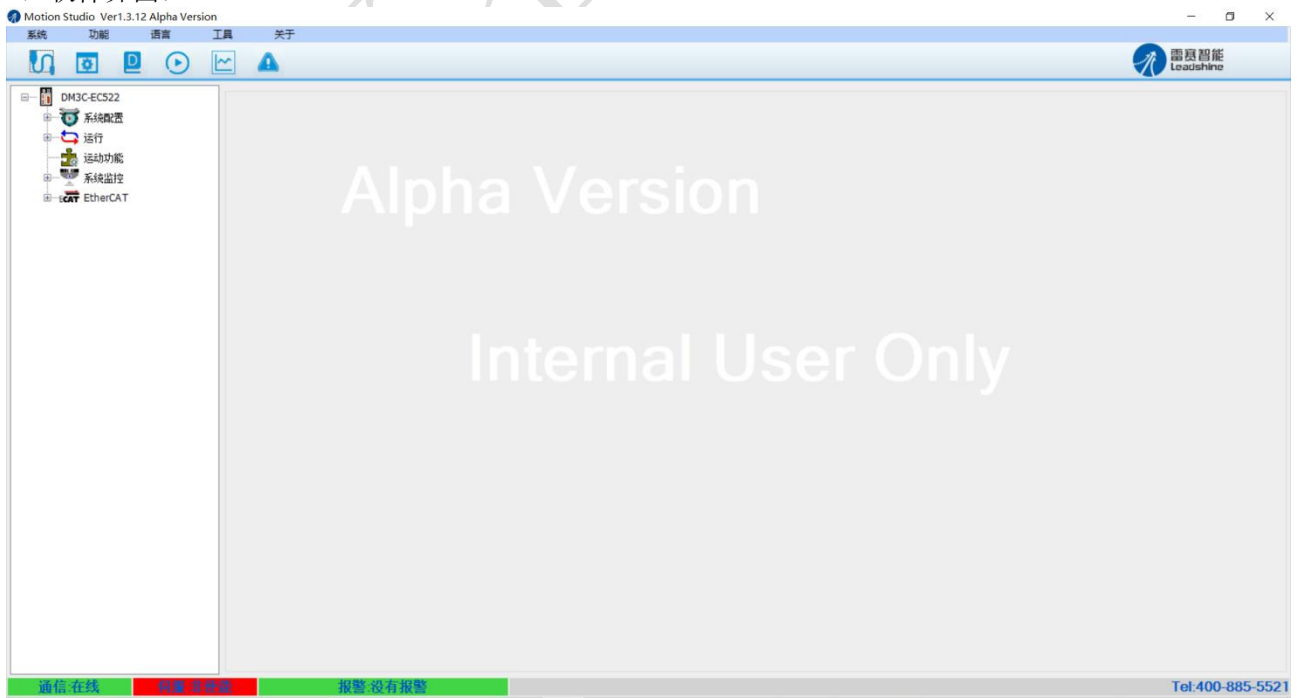 Motion Studio Ver1.3.12 Alpha Version
系统 功能 语言 工具 关于
D
雷赛智能
Leadshine
DM3C-EC522
系统配置
运行
运动功能
系统监控
EtherCAT
Alpha Version
Internal User Only
通信:在线 报警:没有报警 Tel:400-885-5521